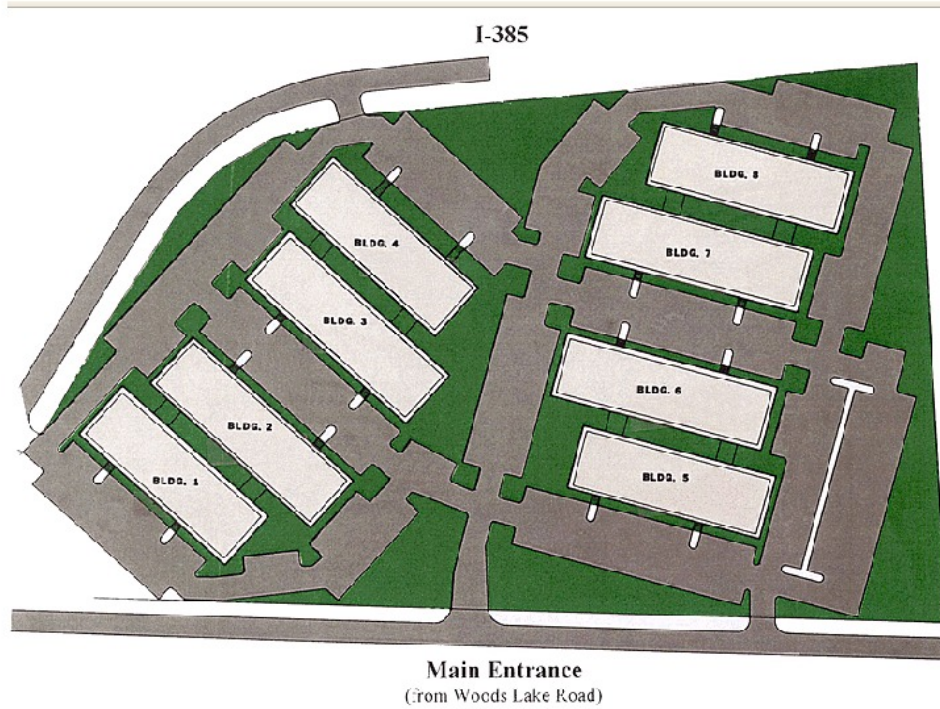 I-385
BLDG. 8
BLDG. 4
BLDG. 7
BLDG. 3
BLDG. 6
BLDG. 2
BLDG. 5
BLDG. 1
Main Entrance
(from Woods Lake Road)